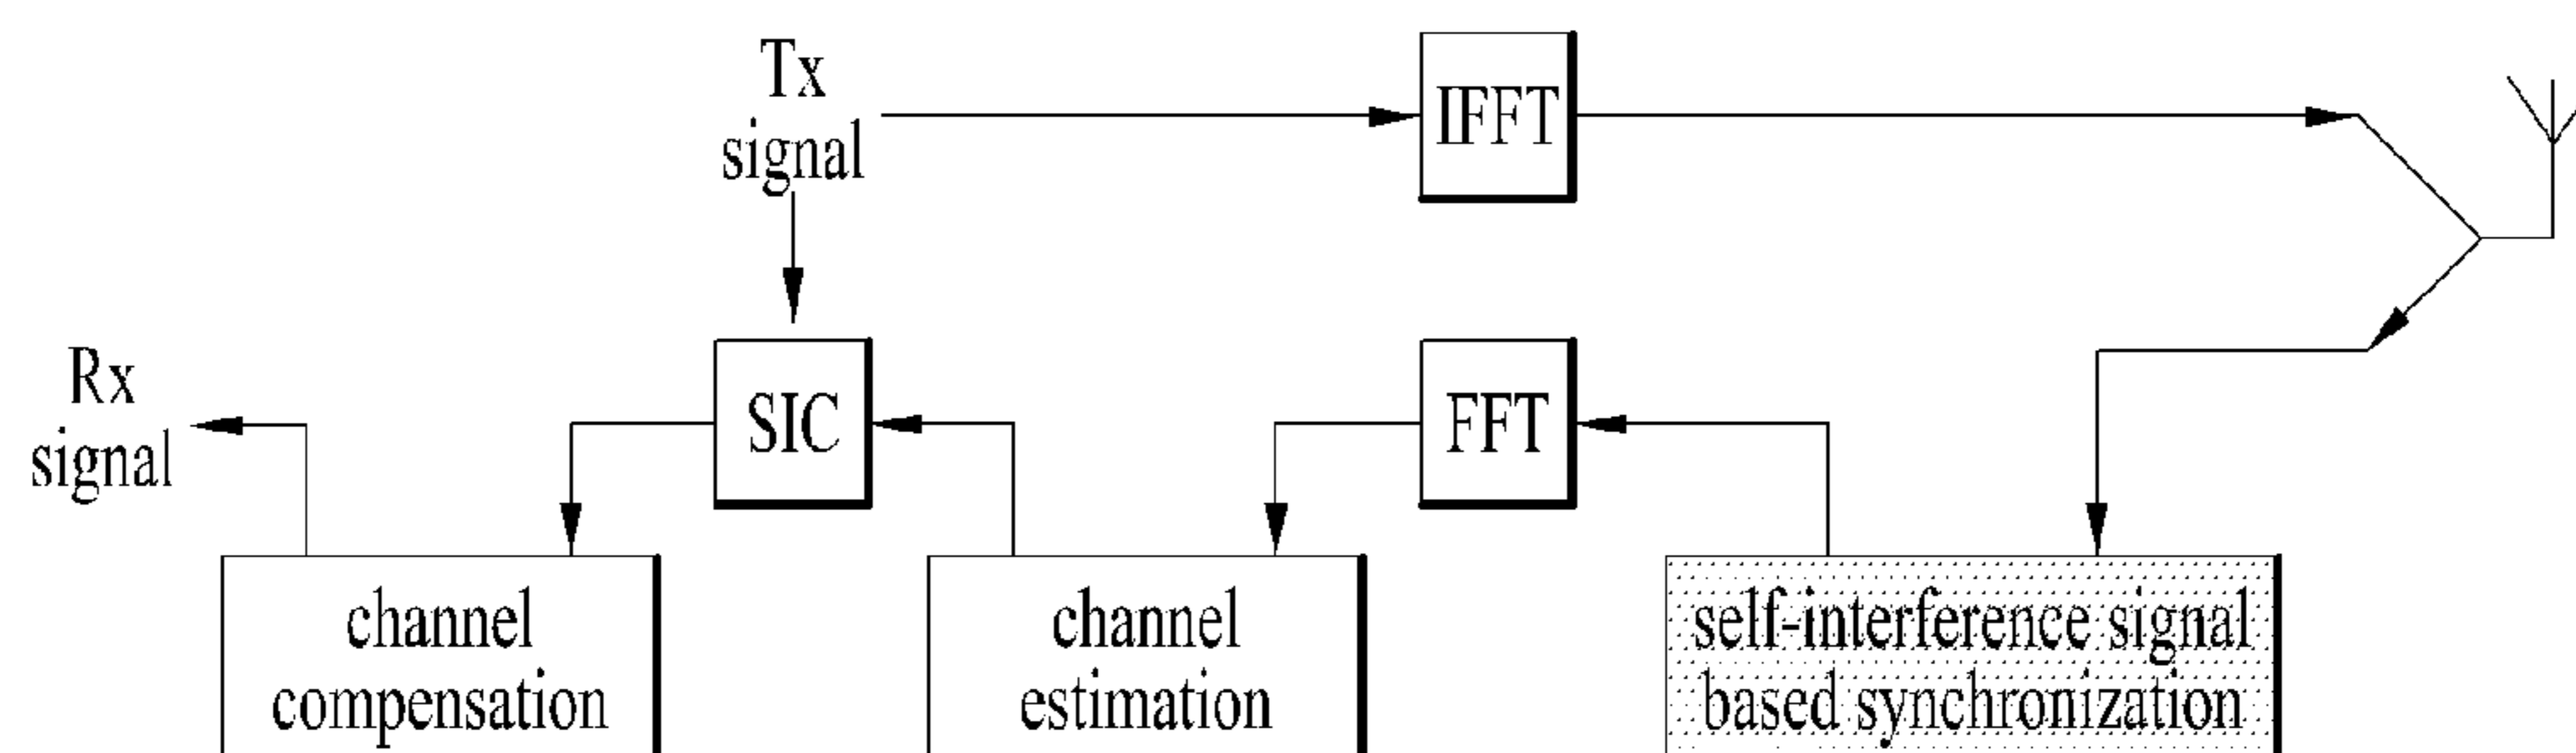 Tx
signal
IFFT
Rx
signal
SIC
FFT
channel
compensation
channel
estimation
self-interference signal
based synchronization